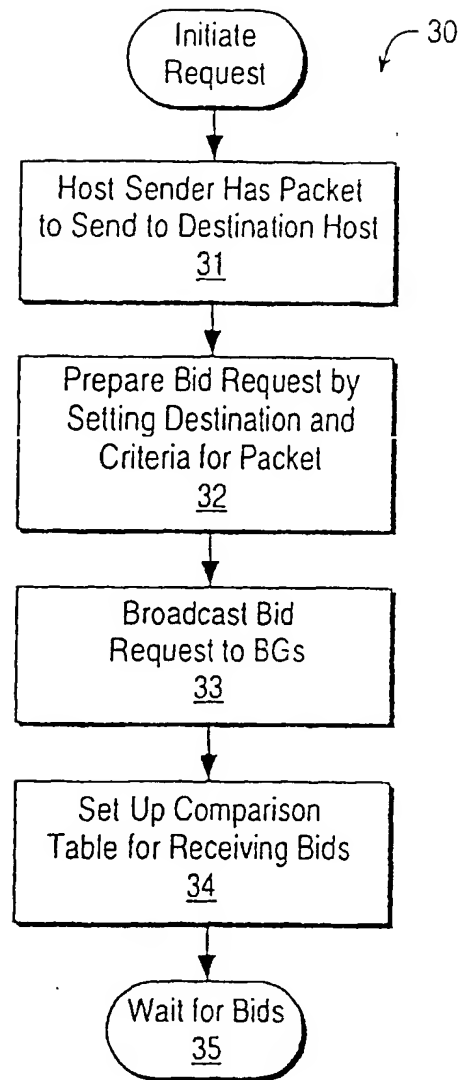 Initiate
Request
30
Host Sender Has Packet
to Send to Destination Host
31
Prepare Bid Request by
Setting Destination and
Criteria for Packet
32
Broadcast Bid
Request to BGs
33
Set Up Comparison
Table for Receiving Bids
34
Wait for Bids
35